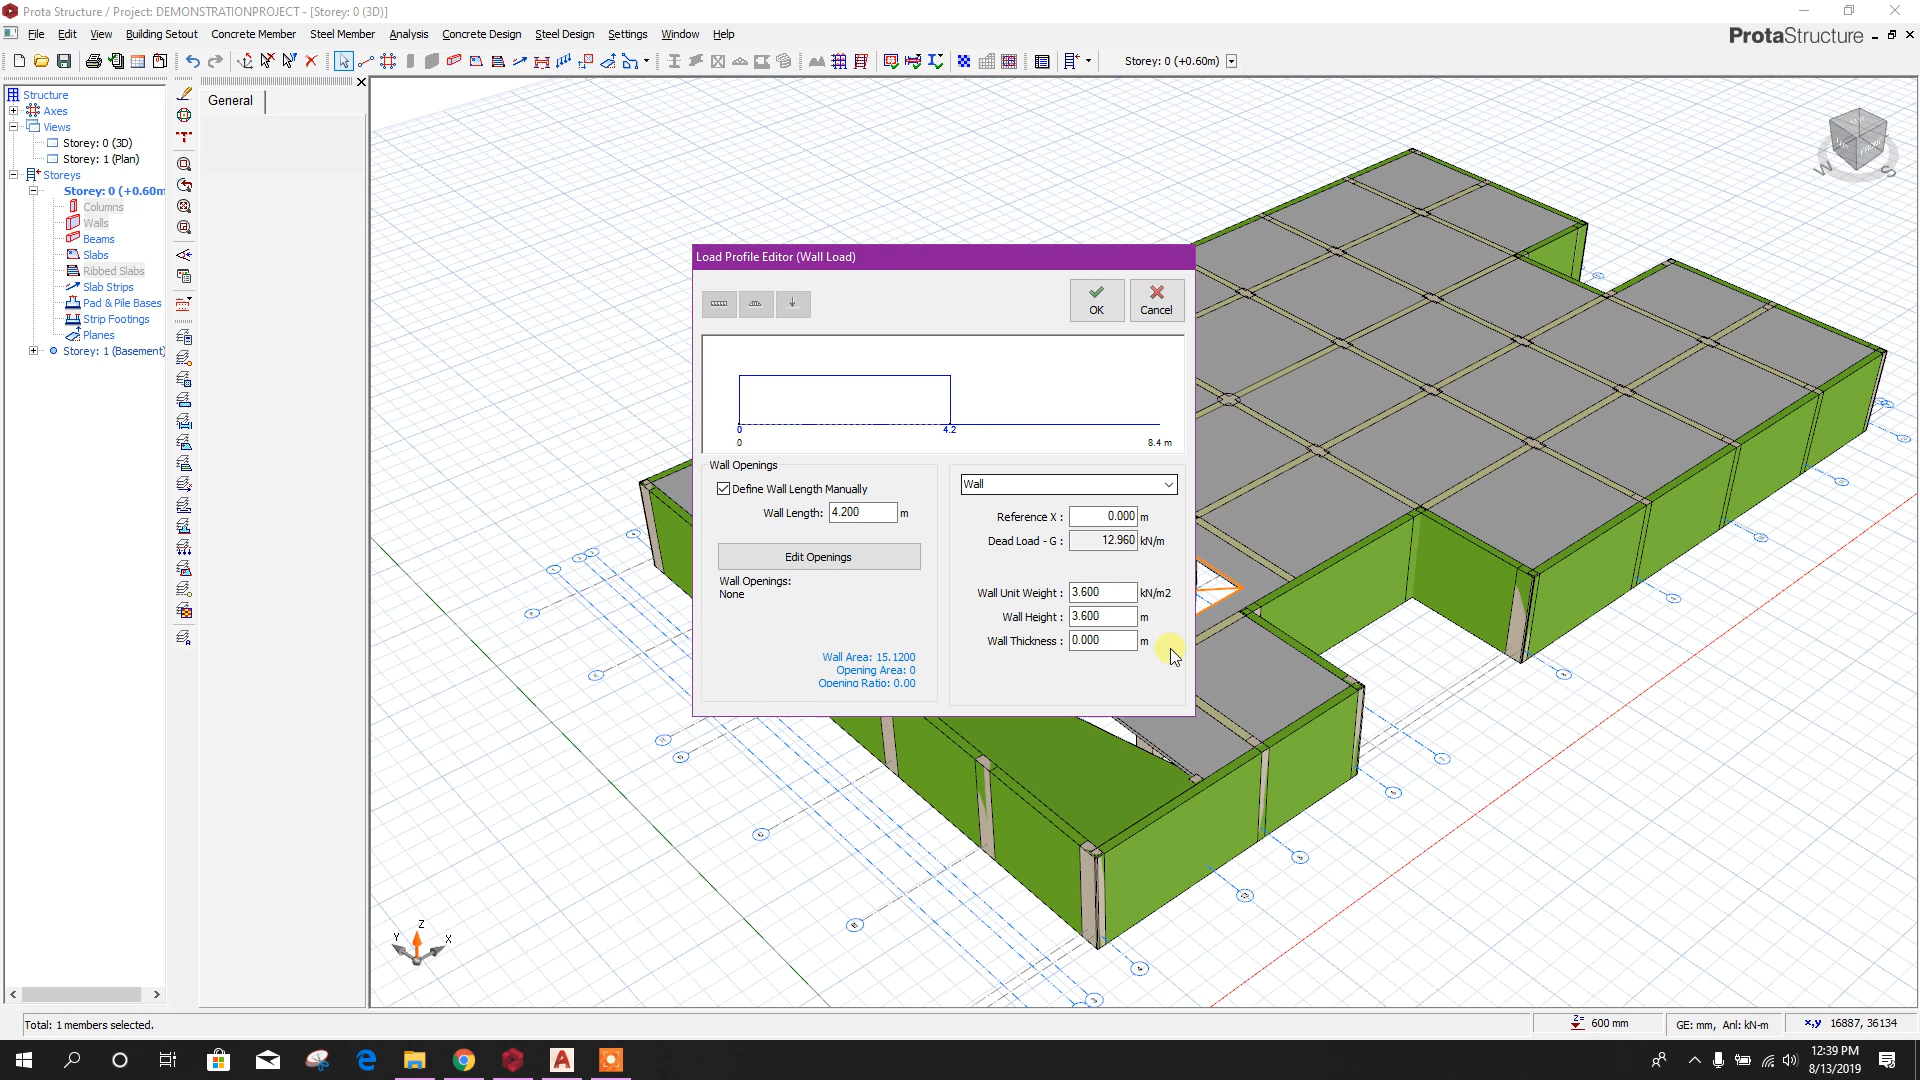 Prota Structure / Project: DEMONSTRATIONPROJECT - [Storey: 0 (3D)]
File Edit View Building Setout Concrete Member Steel Member Analysis Concrete Design Steel Design Settings Window Help
ProtaStructure
Storey: 0 (+0.60m)
Structure
Axes
Views
Storey: 0 (3D)
Storey: 1 (Plan)
Storeys
Storey: 0 (+0.60m
Columns
Walls
Beams
Slabs
Ribbed Slabs
Slab Strips
Pad & Pile Bases
Strip Footings
Planes
Storey: 1 (Basement)
General
Load Profile Editor (Wall Load)
OK
Cancel
0
4.2
0
8.4 m
Wall Openings
Define Wall Length Manually
Wall Length: 4.200 m
Edit Openings
Wall Openings:
None
Wall Area: 15.1200
Opening Area: 0
Opening Ratio: 0.00
Wall
Reference X : 0.000 m
Dead Load - G : 12.960 kN/m
Wall Unit Weight : 3.600 kN/m2
Wall Height : 3.600 m
Wall Thickness : 0.000 m
W
S
Z
Y
X
Total: 1 members selected.
Z= 600 mm
GE: mm, Anl: kN-m
x,y 16887, 36134
12:39 PM
8/13/2019